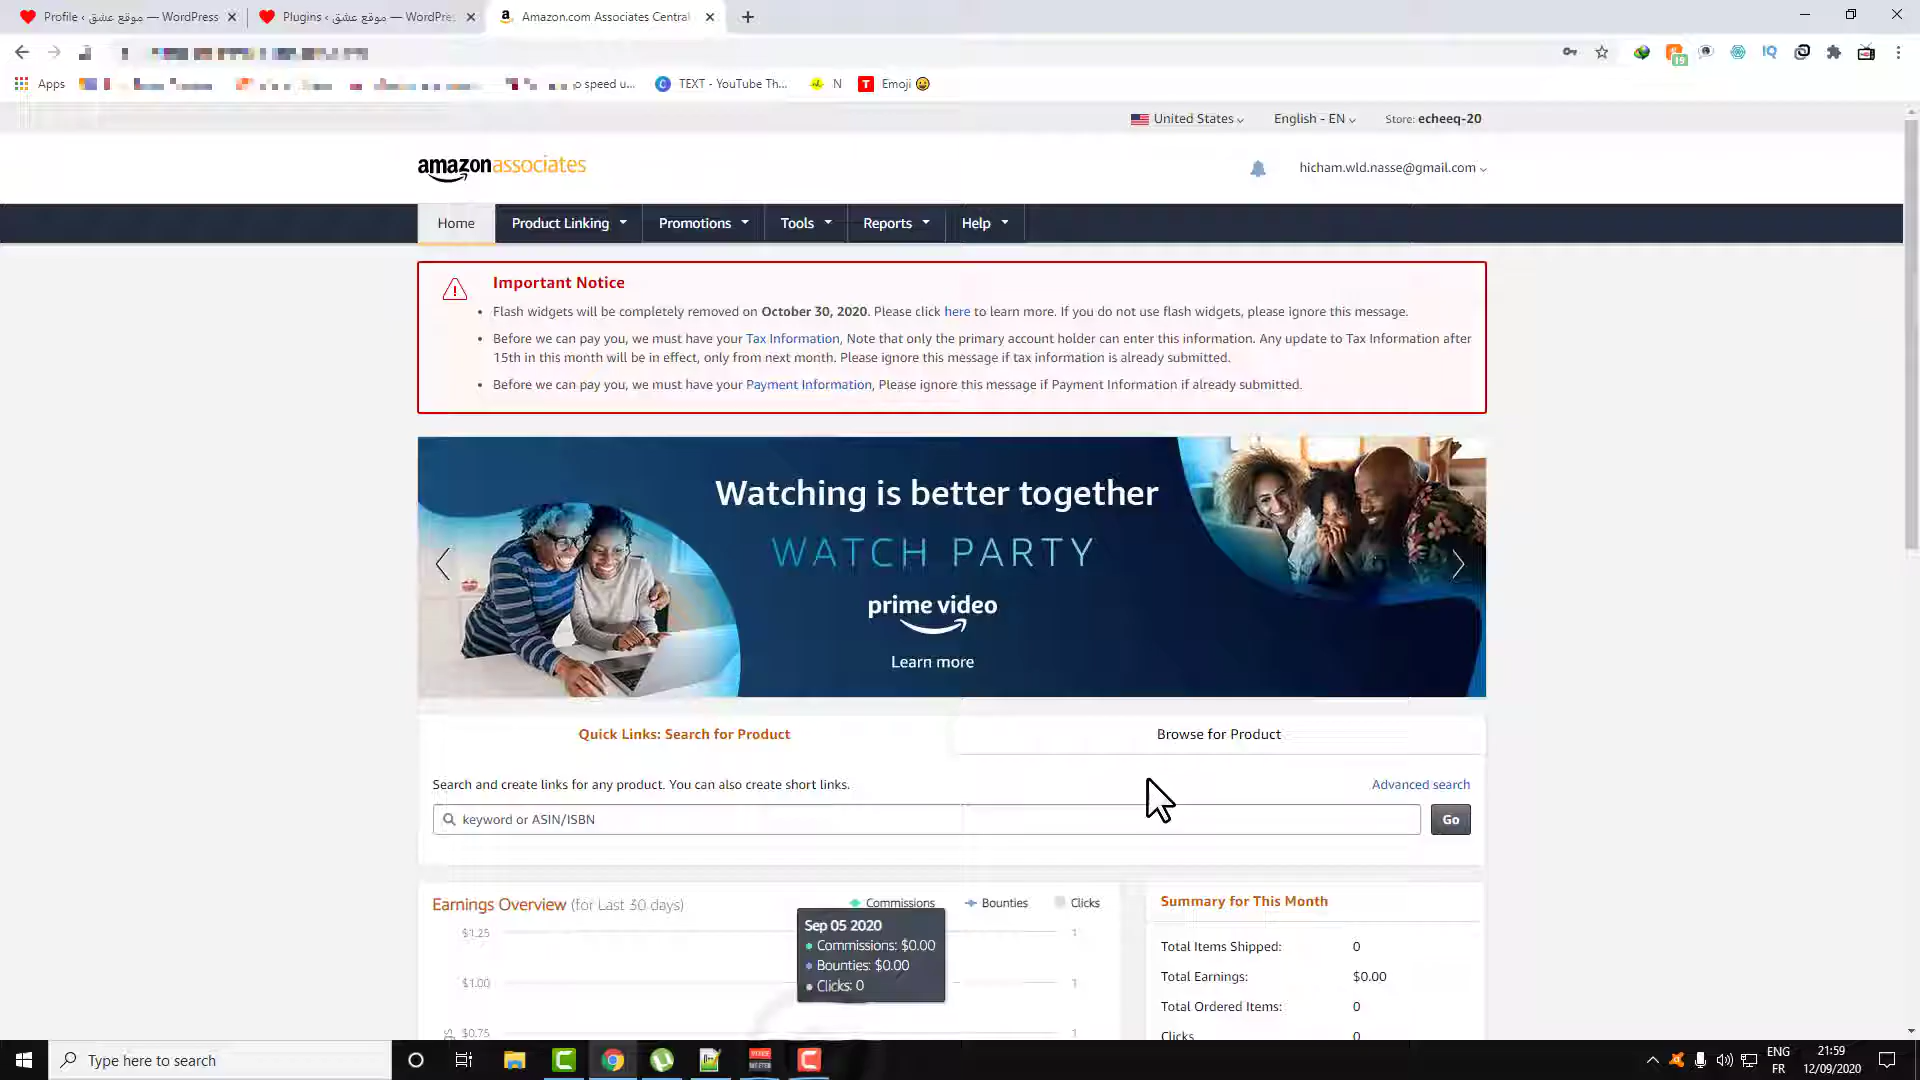 Profile ‹ موقع عشق — WordPress
Plugins ‹ موقع عشق — WordPre
Amazon.com Associates Central
Apps
o speed u...
TEXT - YouTube Th...
N
Emoji 😀
United States
English - EN
Store: echeeq-20
amazonassociates
hicham.wld.nasse@gmail.com
Home
Product Linking
Promotions
Tools
Reports
Help
Important Notice
• Flash widgets will be completely removed on October 30, 2020. Please click here to learn more. If you do not use flash widgets, please ignore this message.
• Before we can pay you, we must have your Tax Information, Note that only the primary account holder can enter this information. Any update to Tax Information after
15th in this month will be in effect, only from next month. Please ignore this message if tax information is already submitted.
• Before we can pay you, we must have your Payment Information, Please ignore this message if Payment Information if already submitted.
Watching is better together
WATCH PARTY
prime video
Learn more
Quick Links: Search for Product
Browse for Product
Search and create links for any product. You can also create short links.
Advanced search
keyword or ASIN/ISBN
Go
Earnings Overview (for Last 30 days)
Commissions
Bounties
Clicks
Summary for This Month
$1.25
1
Sep 05 2020
Commissions: $0.00
Bounties: $0.00
Clicks: 0
Total Items Shipped: 0
Total Earnings: $0.00
$1.00
1
Total Ordered Items: 0
$0.75
1
Clicks 0
Type here to search
ENG
FR
21:59
12/09/2020